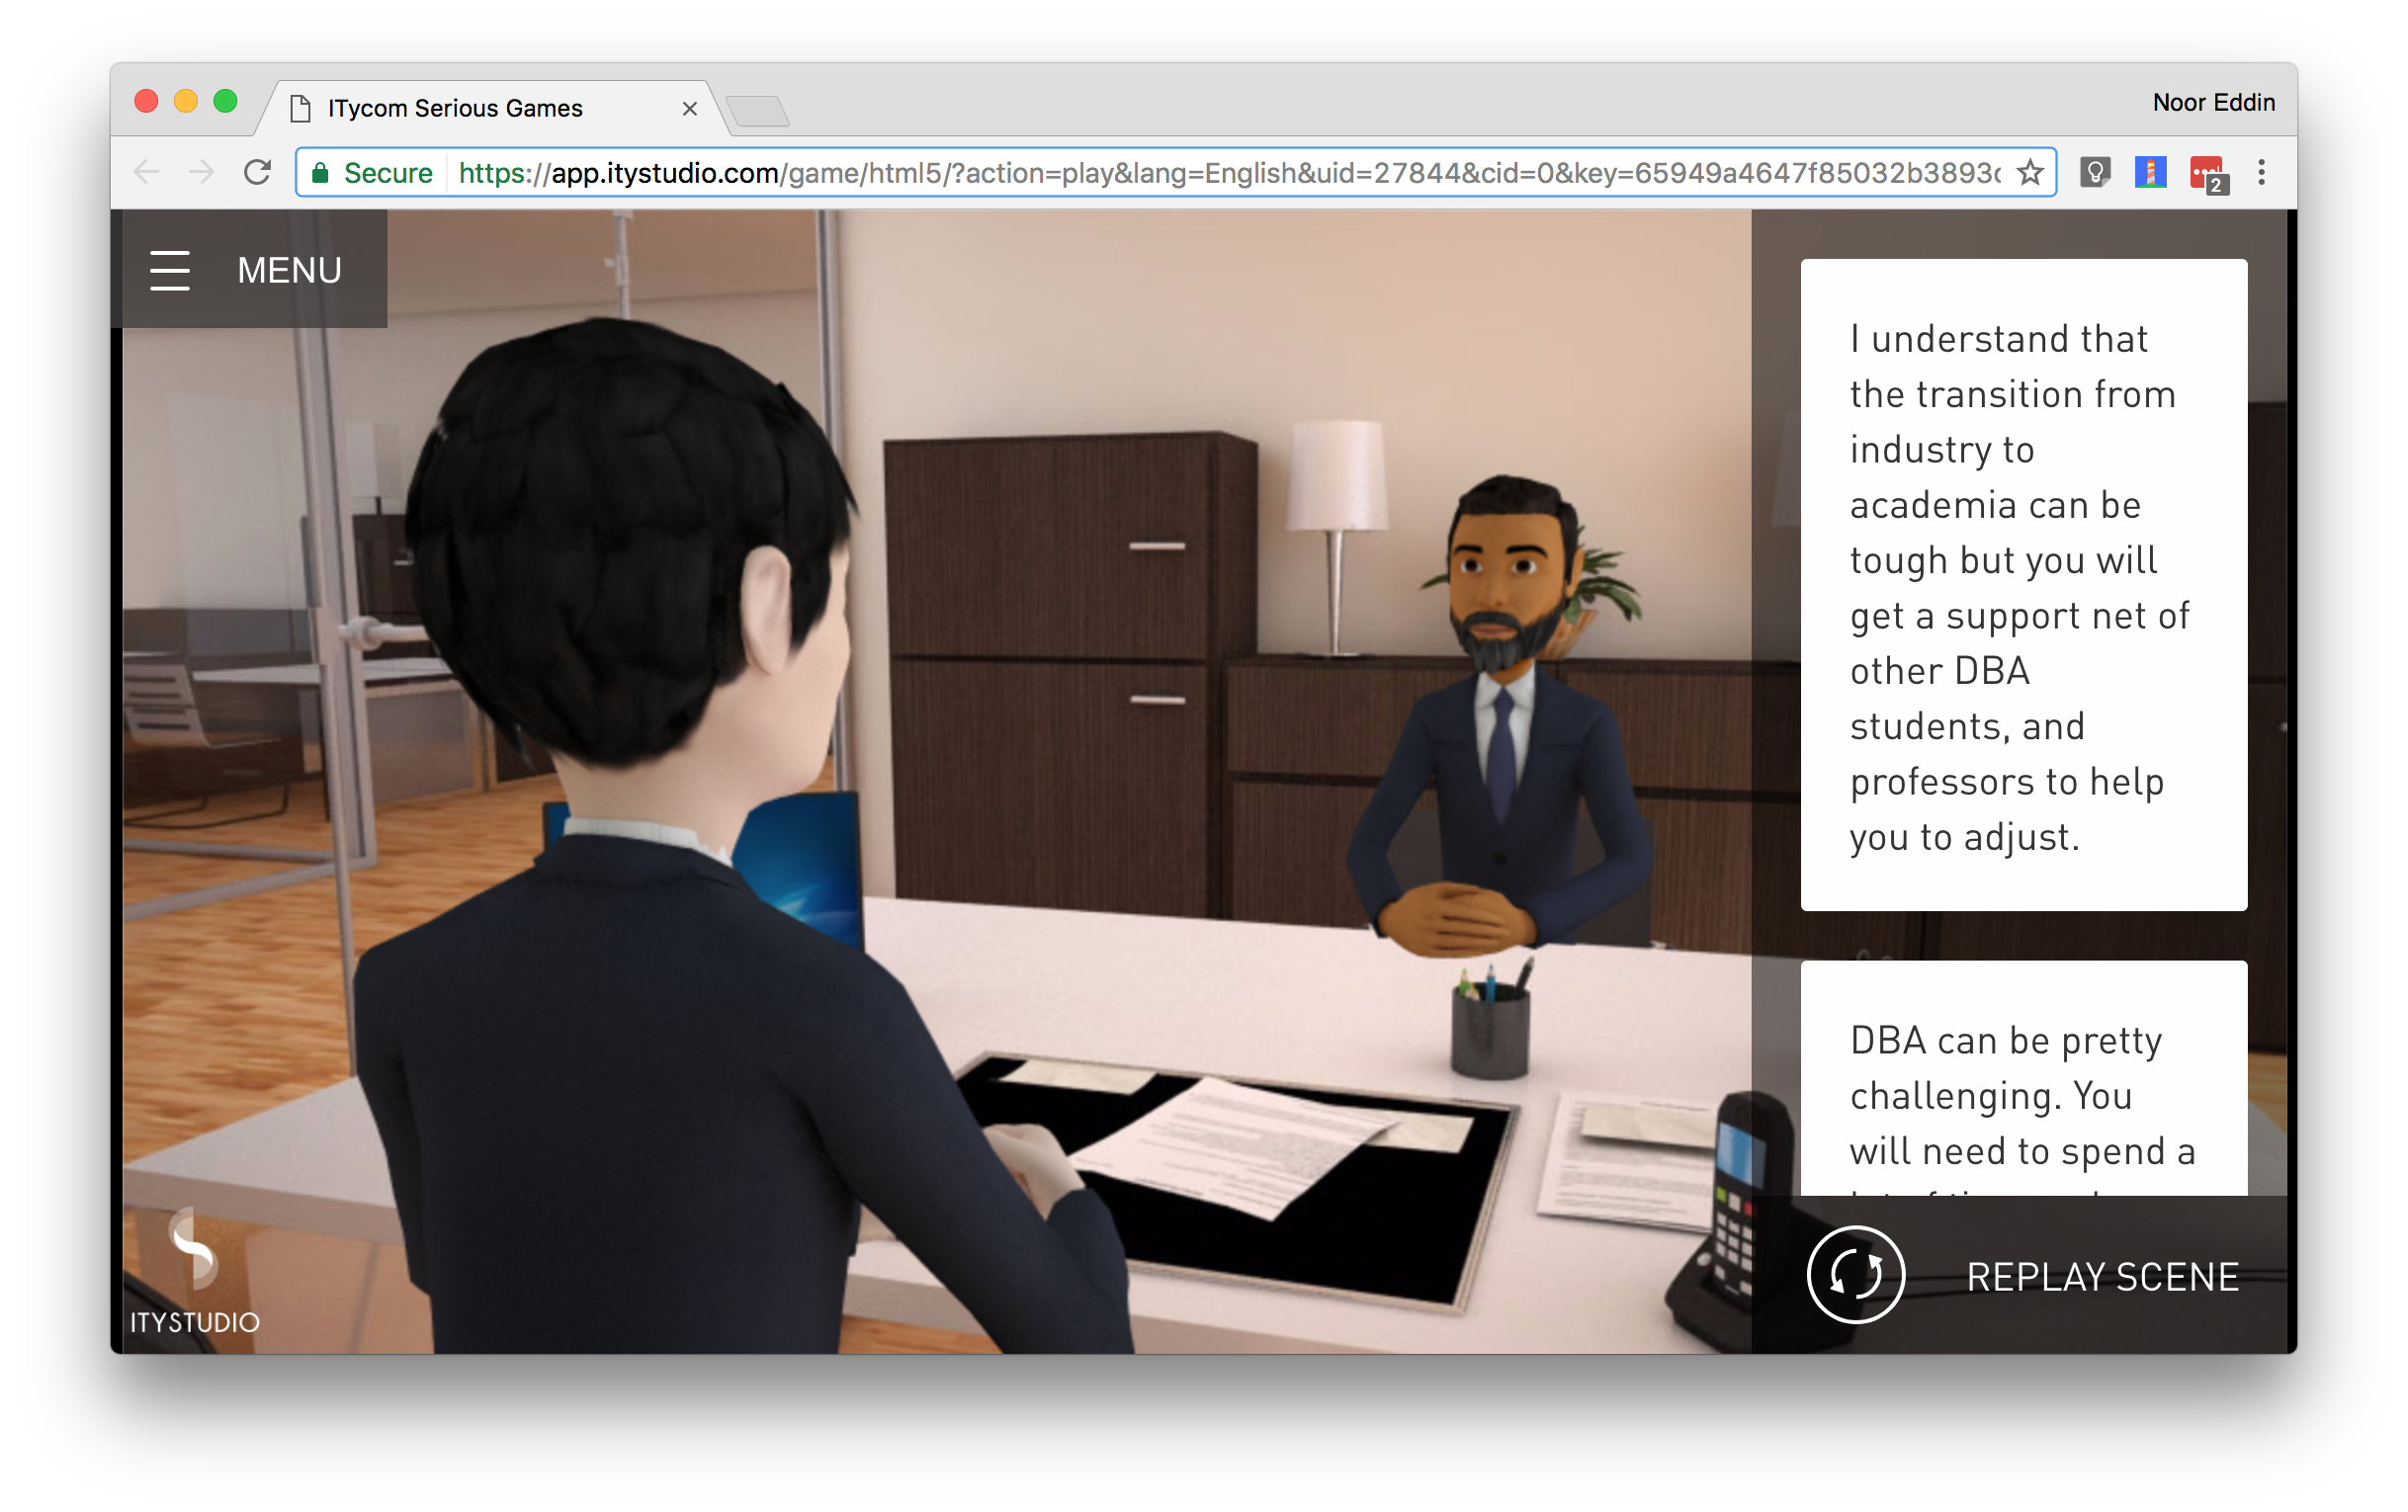 ITycom Serious Games
Noor Eddin
Secure https://app.itystudio.com/game/html5/?action=play&lang=English&uid=27844&cid=0&key=65949a4647f85032b3893
2
MENU
I understand that
the transition from
industry to
academia can be
tough but you will
get a support net of
other DBA
students, and
professors to help
you to adjust.
DBA can be pretty
challenging. You
will need to spend a
REPLAY SCENE
ITYSTUDIO